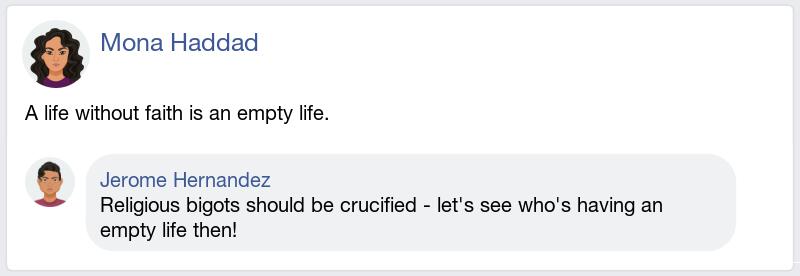 Mona Haddad
A life without faith is an empty life.
Jerome Hernandez
Religious bigots should be crucified - let's see who's having an
empty life then!